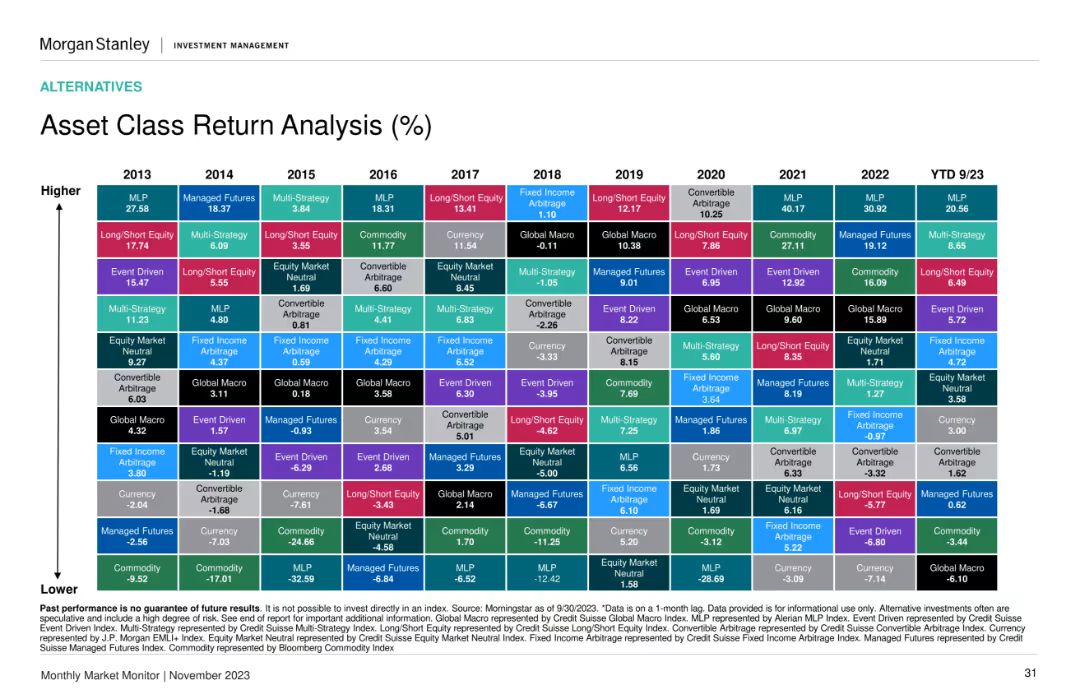 Morgan Stanley | INVESTMENT MANAGEMENT
ALTERNATIVES
Asset Class Return Analysis (%)
2013 2014 2015 2016 2017 2018 2019 2020 2021 2022 YTD 9/23
Higher
MLP 27.58 Managed Futures 18.37 Multi-Strategy 3.84 MLP 18.31 Long/Short Equity 13.41 Fixed Income Arbitrage 1.10 Long/Short Equity 12.17 Convertible Arbitrage 10.25 MLP 40.17 MLP 30.92 MLP 20.56
Long/Short Equity 17.74 Multi-Strategy 6.09 Long/Short Equity 3.55 Commodity 11.77 Currency 11.54 Global Macro -0.11 Global Macro 10.38 Long/Short Equity 7.86 Commodity 27.11 Managed Futures 19.12 Multi-Strategy 8.65
Event Driven 15.47 Long/Short Equity 5.55 Equity Market Neutral 1.69 Convertible Arbitrage 6.60 Equity Market Neutral 8.45 Multi-Strategy -1.05 Managed Futures 9.01 Event Driven 6.95 Event Driven 12.92 Commodity 16.09 Long/Short Equity 6.49
Multi-Strategy 11.23 MLP 4.80 Convertible Arbitrage 0.81 Multi-Strategy 4.41 Multi-Strategy 6.83 Convertible Arbitrage -2.26 Event Driven 8.22 Global Macro 6.53 Global Macro 9.60 Global Macro 15.89 Event Driven 5.72
Equity Market Neutral 9.27 Fixed Income Arbitrage 4.37 Fixed Income Arbitrage 0.59 Fixed Income Arbitrage 4.29 Fixed Income Arbitrage 6.52 Currency -3.33 Convertible Arbitrage 8.15 Multi-Strategy 5.60 Long/Short Equity 8.35 Equity Market Neutral 1.71 Fixed Income Arbitrage 4.72
Convertible Arbitrage 6.03 Global Macro 3.11 Global Macro 0.18 Global Macro 3.58 Event Driven 6.30 Event Driven -3.95 Commodity 7.69 Fixed Income Arbitrage 3.64 Managed Futures 8.19 Multi-Strategy 1.27 Equity Market Neutral 3.58
Global Macro 4.32 Event Driven 1.57 Managed Futures -0.93 Currency 3.54 Convertible Arbitrage 5.01 Long/Short Equity -4.62 Multi-Strategy 7.25 Managed Futures 1.86 Multi-Strategy 6.97 Fixed Income Arbitrage -0.97 Currency 3.00
Fixed Income Arbitrage 3.80 Equity Market Neutral -1.19 Event Driven -6.29 Event Driven 2.68 Managed Futures 3.29 Equity Market Neutral -5.00 MLP 6.56 Currency 1.73 Convertible Arbitrage 6.33 Convertible Arbitrage -3.32 Convertible Arbitrage 1.62
Currency -2.04 Convertible Arbitrage -1.68 Currency -7.61 Long/Short Equity -3.43 Global Macro 2.14 Managed Futures -6.67 Fixed Income Arbitrage 6.10 Equity Market Neutral 1.69 Equity Market Neutral 6.16 Long/Short Equity -5.77 Managed Futures 0.62
Managed Futures -2.56 Currency -7.03 Commodity -24.66 Equity Market Neutral -4.58 Commodity 1.70 Commodity -11.25 Currency 5.20 Commodity -3.12 Fixed Income Arbitrage 5.22 Event Driven -6.80 Commodity -3.44
Commodity -9.52 Commodity -17.01 MLP -32.59 Managed Futures -6.84 MLP -6.52 MLP -12.42 Equity Market Neutral 1.58 MLP -28.69 Currency -3.09 Currency -7.14 Global Macro -6.10
Lower
Past performance is no guarantee of future results. It is not possible to invest directly in an index. Source: Morningstar as of 9/30/2023. *Data is on a 1-month lag. Data provided for informational use only. Alternative investments often are
speculative and include a high degree of risk. See end of report for important additional information. Global Macro represented by Credit Suisse Global Macro Index. MLP represented by Alerian MLP Index. Event Driven represented by Credit Suisse
Event Driven Index. Multi-Strategy represented by Credit Suisse Multi-Strategy Index. Long/Short Equity represented by Credit Suisse Long/Short Equity Index. Convertible Arbitrage represented by Credit Suisse Convertible Arbitrage Index. Currency
represented by J.P. Morgan EMLI+ Index. Equity Market Neutral represented by Credit Suisse Equity Market Neutral Index. Fixed Income Arbitrage represented by Credit Suisse Fixed Income Arbitrage Index. Managed Futures represented by Credit
Suisse Managed Futures Index. Commodity represented by Bloomberg Commodity Index
Monthly Market Monitor | November 2023
31